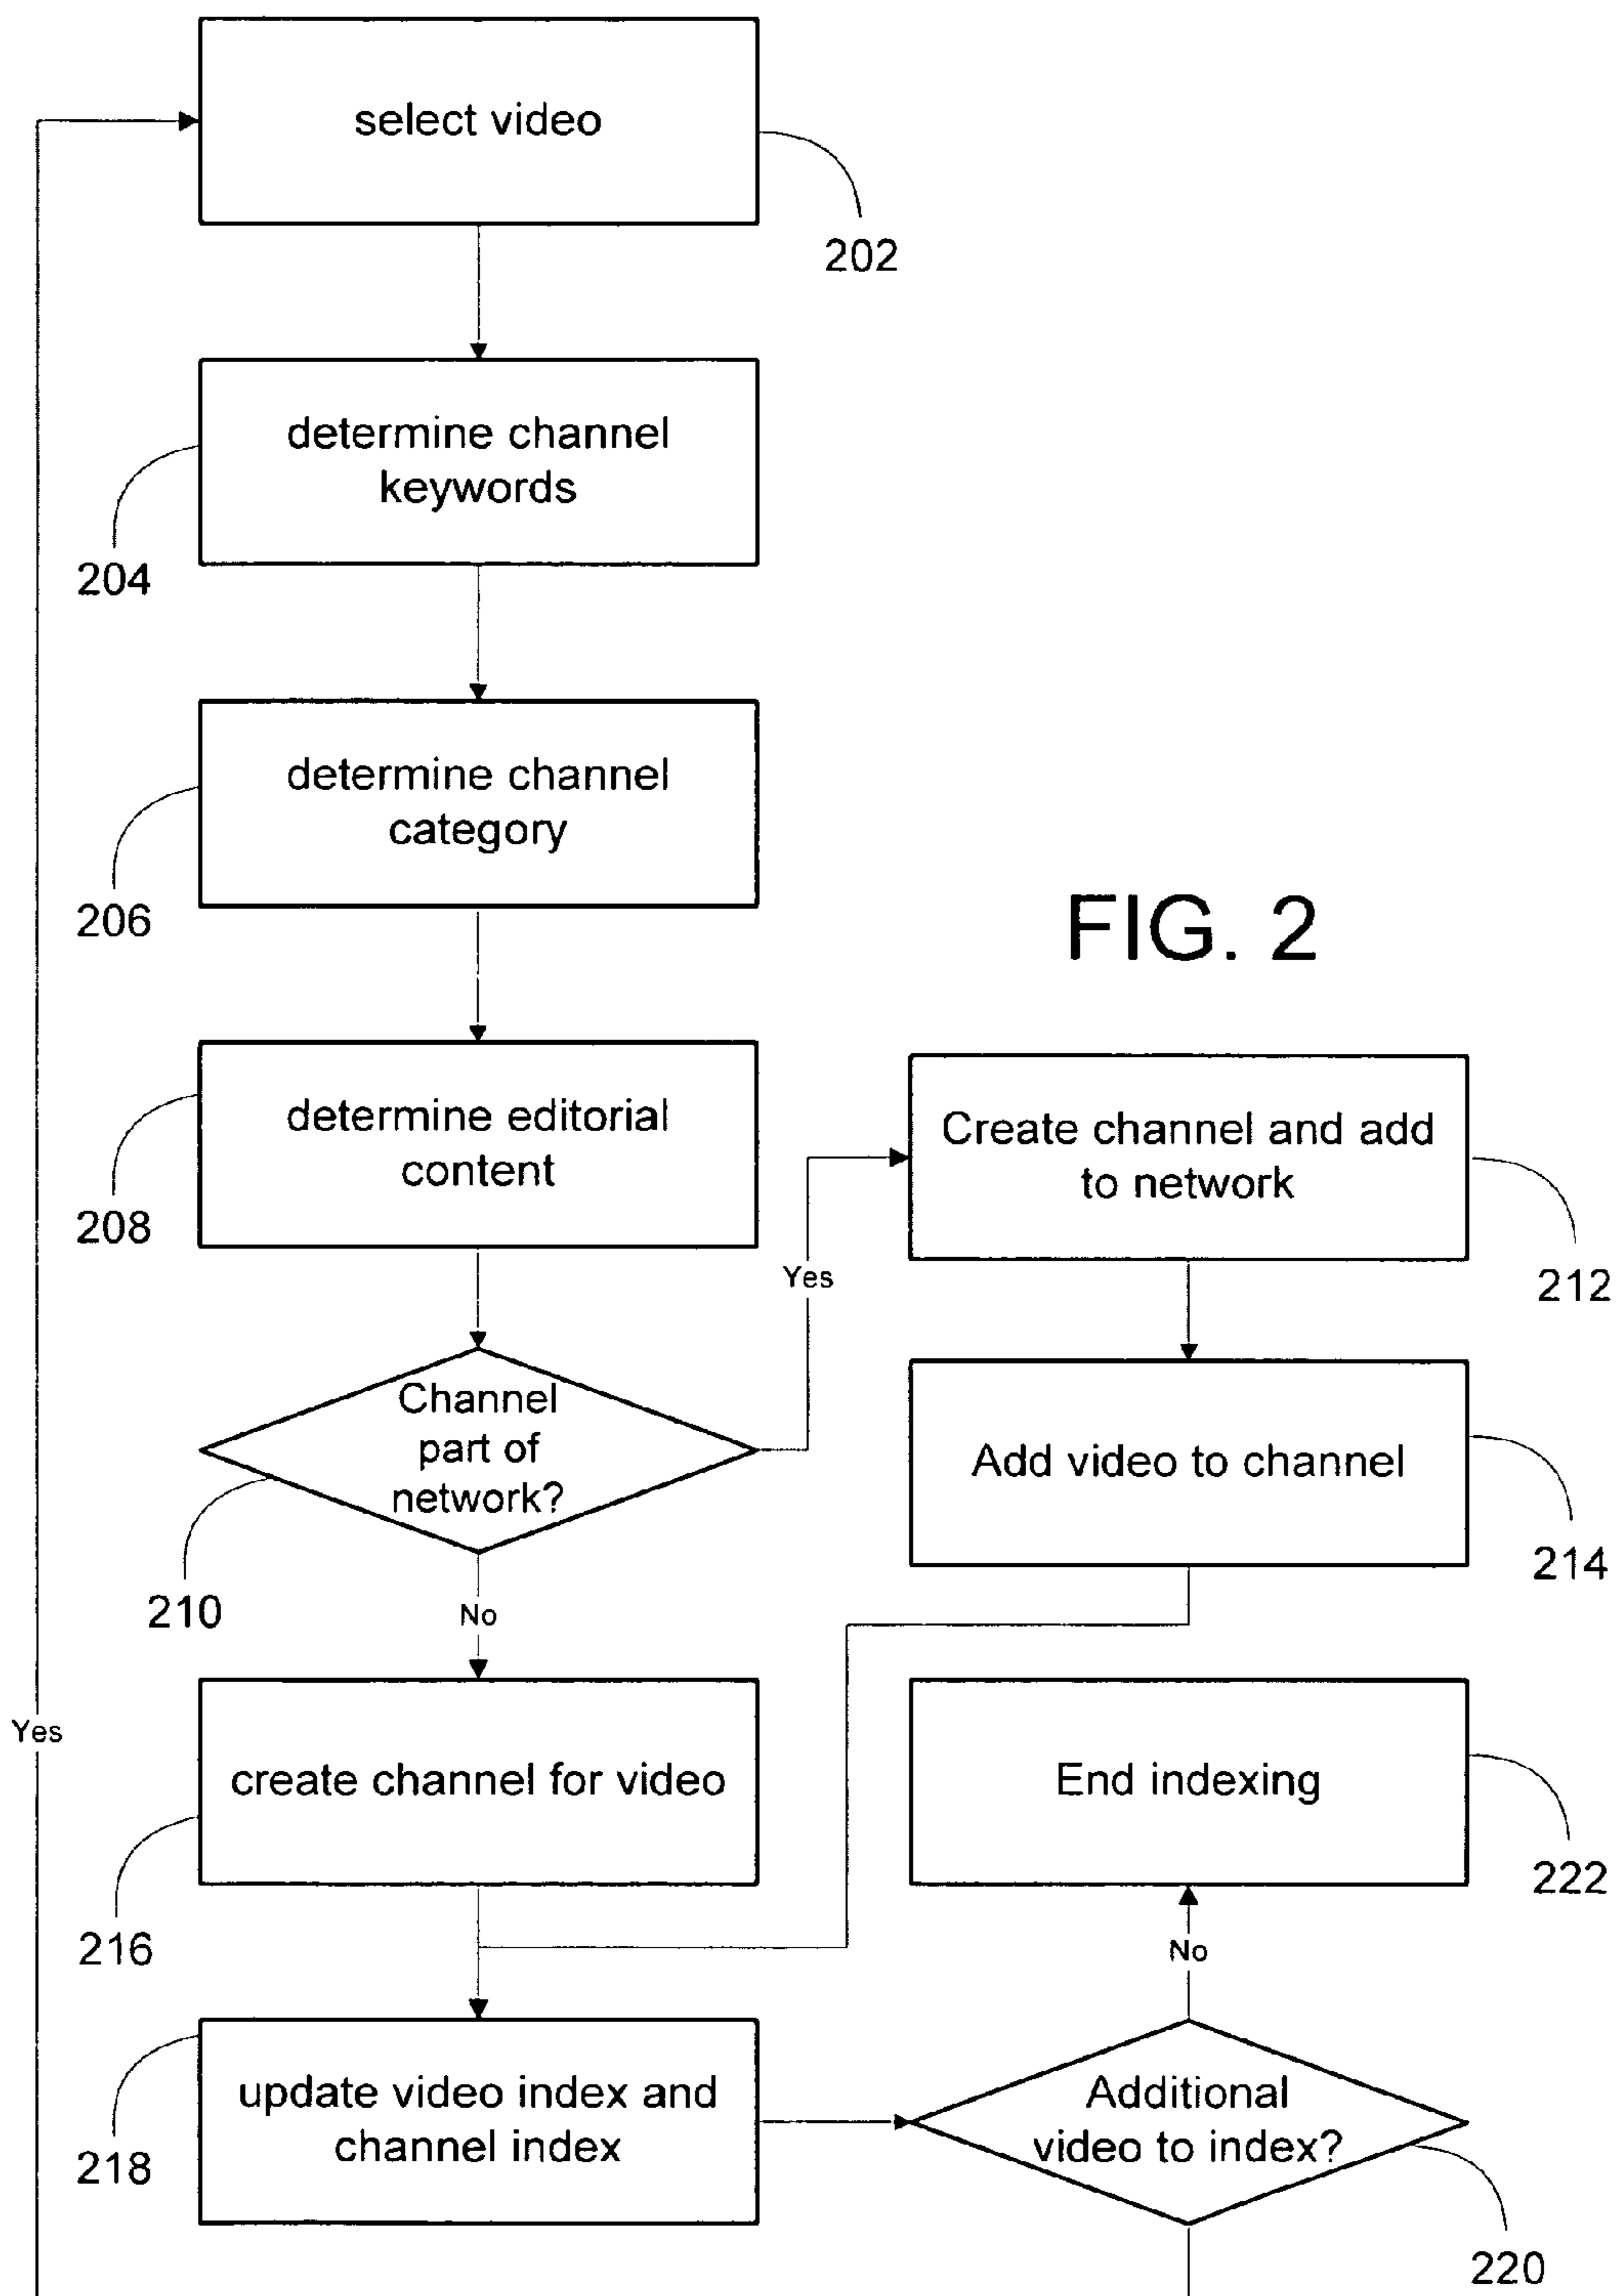 select video
202
determine channel
keywords
204
determine channel
category
206
FIG. 2
determine editorial
content
208
Create channel and add
to network
212
Yes
Channel
part of
network?
210
Add video to channel
214
No
Yes
create channel for video
216
End indexing
222
No
update video index and
channel index
218
Additional
video to index?
220